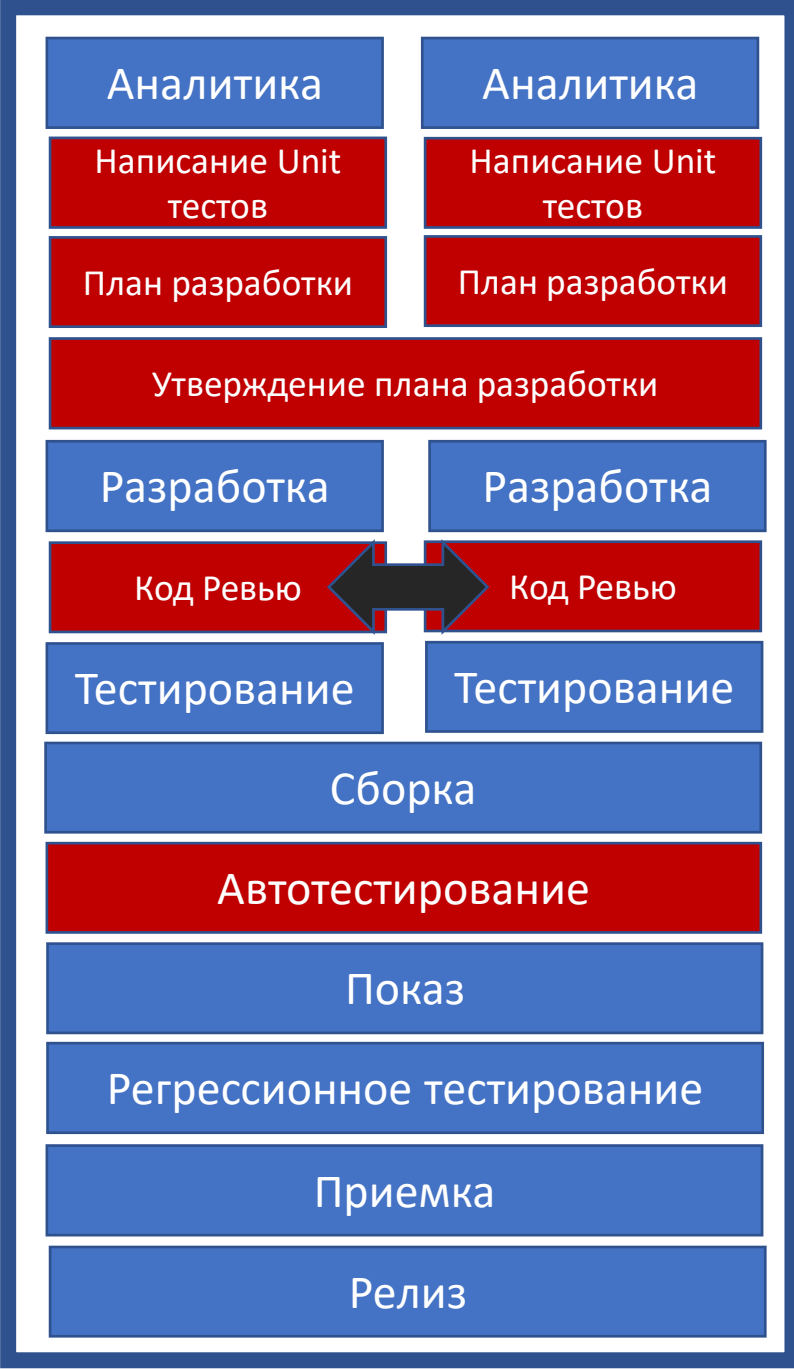 Аналитика
Аналитика
Написание Unit
тестов
Написание Unit
тестов
План разработки
План разработки
Утверждение плана разработки
Разработка
Разработка
Код Ревью
Код Ревью
Тестирование
Тестирование
Сборка
Автотестирование
Показ
Регрессионное тестирование
Приемка
Релиз